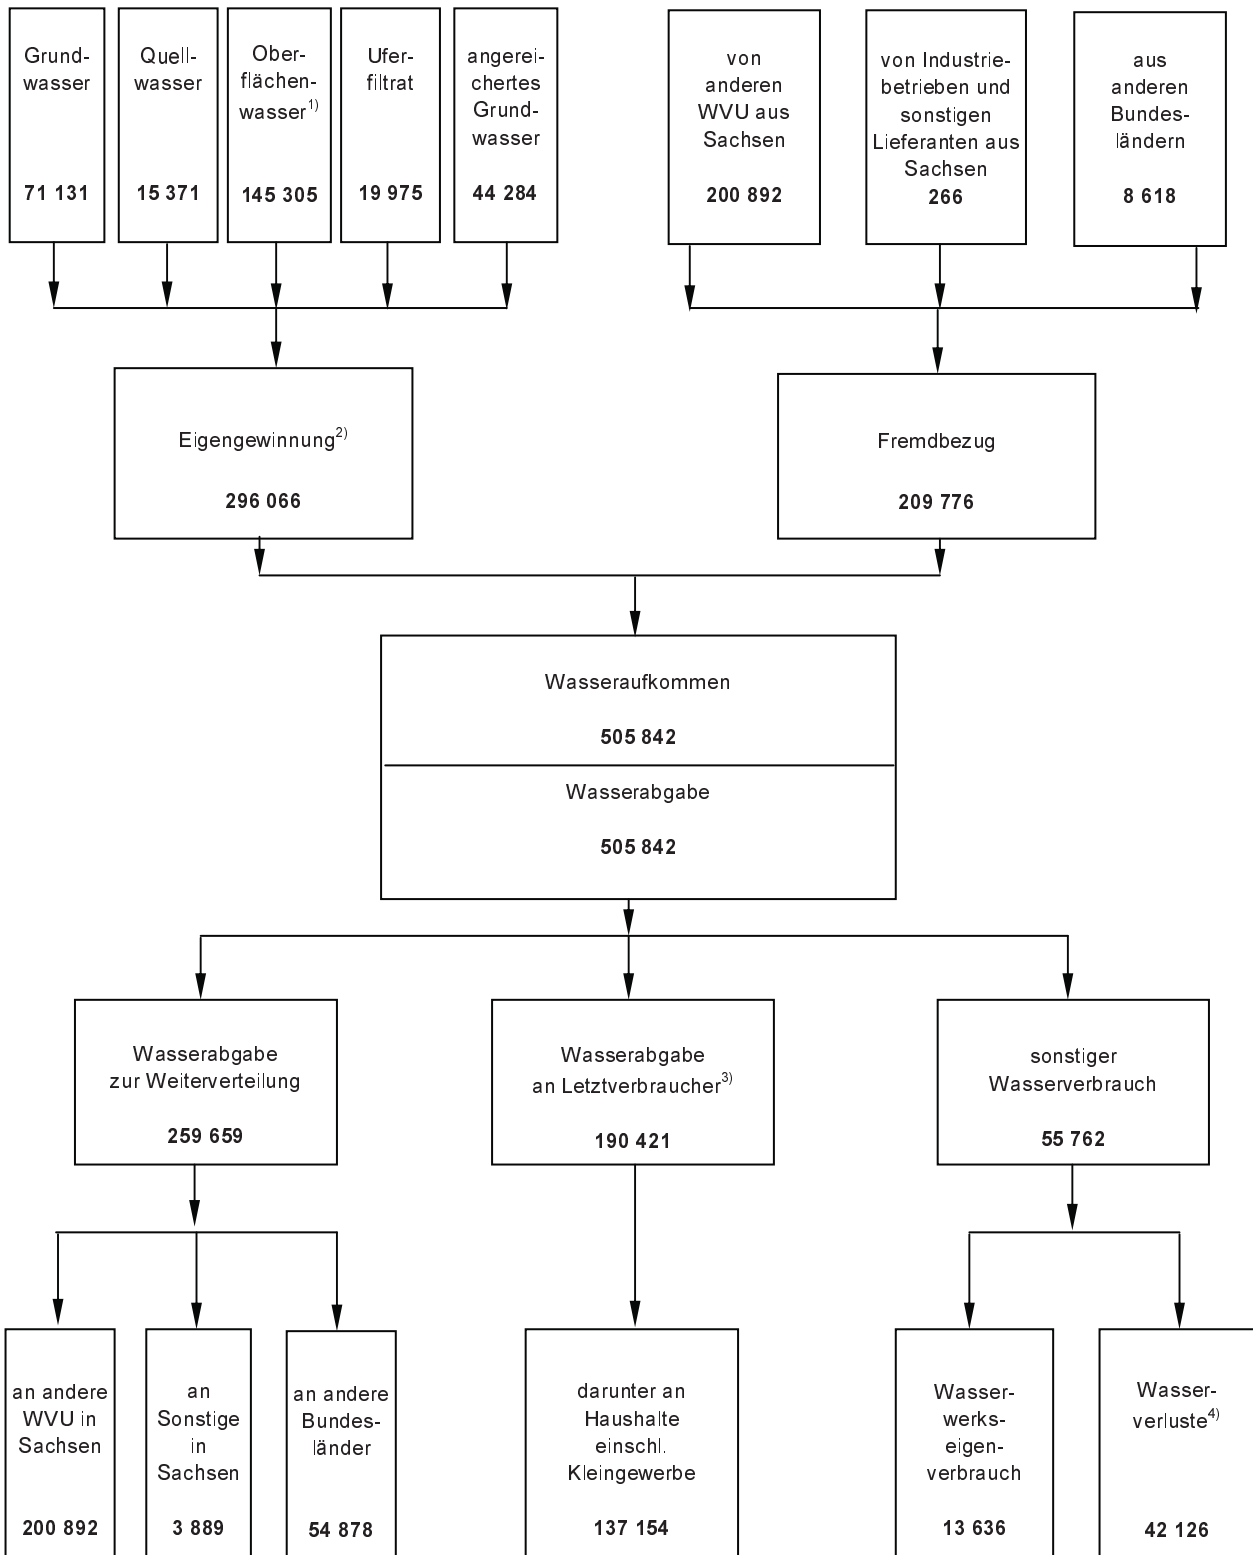 Grund-
wasser
71 131
Quell-
wasser
15 371
Ober-
flächen-
wasser1)
145 305
Ufer-
filtrat
19 975
angerei-
chertes
Grund-
wasser
44 284
von
anderen
WVU aus
Sachsen
200 892
von Industrie-
betrieben und
sonstigen
Lieferanten aus
Sachsen
266
aus
anderen
Bundes-
ländern
8 618
Eigengewinnung2)
296 066
Fremdbezug
209 776
Wasseraufkommen
505 842
Wasserabgabe
505 842
Wasserabgabe
zur Weiterverteilung
259 659
Wasserabgabe
an Letztverbraucher3)
190 421
sonstiger
Wasserverbrauch
55 762
an andere
WVU in
Sachsen
200 892
an
Sonstige
in
Sachsen
3 889
an andere
Bundes-
länder
54 878
darunter an
Haushalte
einschl.
Kleingewerbe
137 154
Wasser-
werks-
eigen-
verbrauch
13 636
Wasser-
verluste4)
42 126